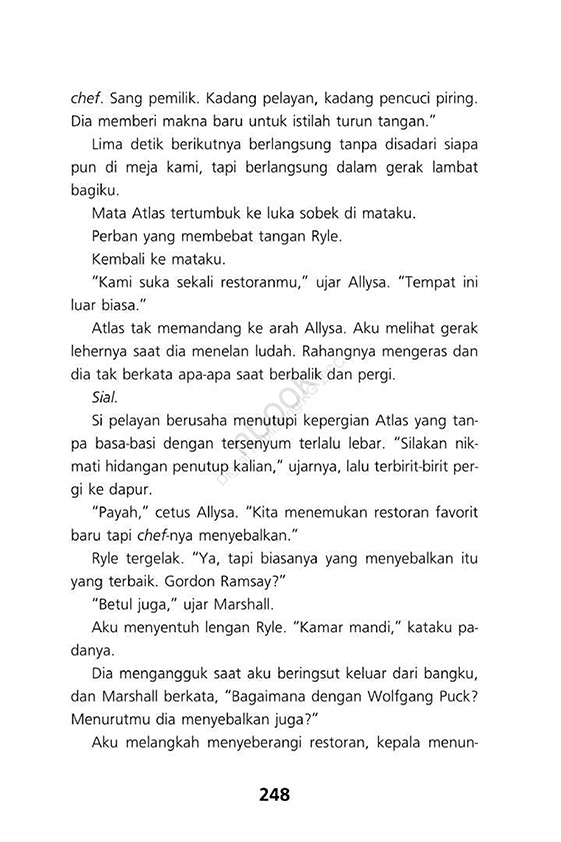 chef. Sang pemilik. Kadang pelayan, kadang pencuci piring.
Dia memberi makna baru untuk istilah turun tangan.”
Lima detik berikutnya berlangsung tanpa disadari siapa
pun di meja kami, tapi berlangsung dalam gerak lambat
bagiku.
Mata Atlas tertumbuk ke luka sobek di mataku.
Perban yang membebat tangan Ryle.
Kembali ke mataku.
“Kami suka sekali restoranmu,” ujar Allysa. “Tempat ini
luar biasa.”
Atlas tak memandang ke arah Allysa. Aku melihat gerak
lehernya saat dia menelan ludah. Rahangnya mengeras dan
dia tak berkata apa-apa saat berbalik dan pergi.
Sial.
Si pelayan berusaha menutupi kepergian Atlas yang tan-
pa basa-basi dengan tersenyum terlalu lebar. “Silakan nik-
mati hidangan penutup kalian,” ujarnya, lalu terbirit-birit per-
gi ke dapur.
“Payah,” cetus Allysa. “Kita menemukan restoran favorit
baru tapi chef-nya menyebalkan.”
Ryle tergelak. “Ya, tapi biasanya yang menyebalkan itu
yang terbaik. Gordon Ramsay?”
“Betul juga,” ujar Marshall.
Aku menyentuh lengan Ryle. “Kamar mandi,” kataku pa-
danya.
Dia mengangguk saat aku beringsut keluar dari bangku,
dan Marshall berkata, “Bagaimana dengan Wolfgang Puck?
Menurutmu dia menyebalkan juga?”
Aku melangkah menyeberangi restoran, kepala menun-
248